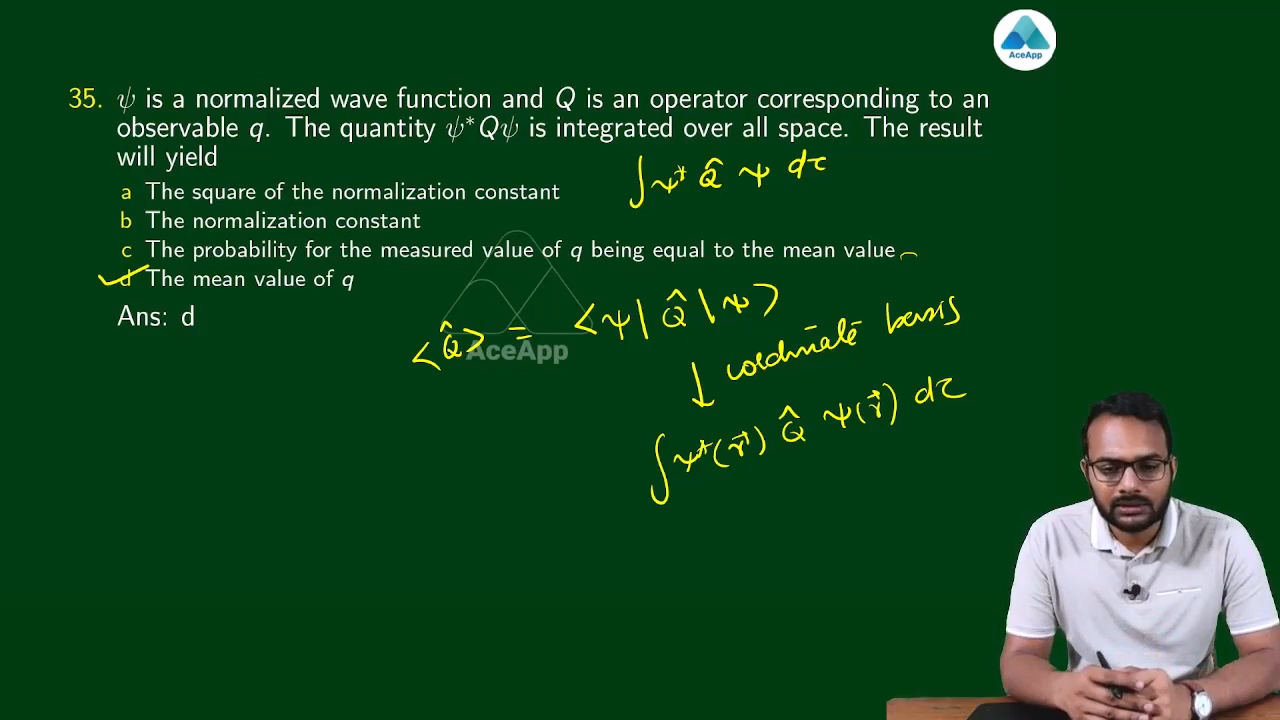 AceApp
35. ψ is a normalized wave function and Q is an operator corresponding to an
observable q. The quantity ψ*Qψ is integrated over all space. The result
will yield
∫ψ* Q̂ ψ dτ
a The square of the normalization constant
b The normalization constant
c The probability for the measured value of q being equal to the mean value
d The mean value of q
Ans: d
⟨Q̂⟩ = ⟨ψ| Q̂ |ψ⟩
AceApp
↓ coordinate basis
∫ψ*(r⃗) Q̂ ψ(r⃗) dτ